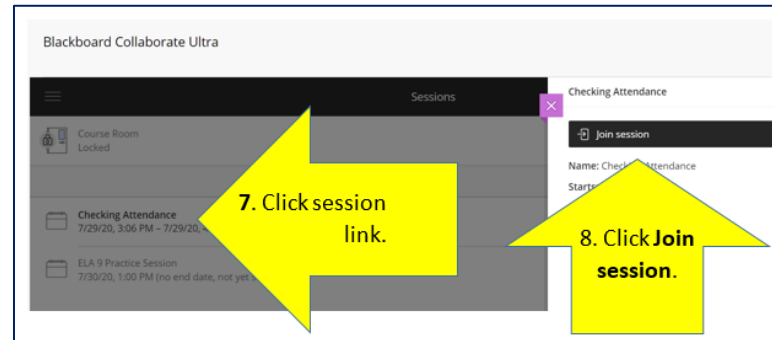 Blackboard Collaborate Ultra
Sessions
Course Room
Locked
Checking Attendance
7/29/20, 3:06 PM – 7/29/20,
ELA 9 Practice Session
7/30/20, 1:00 PM (no end date, not yet
7. Click session
link.
Checking Attendance
Join session
Name: Checking Attendance
Starts
8. Click Join
session.